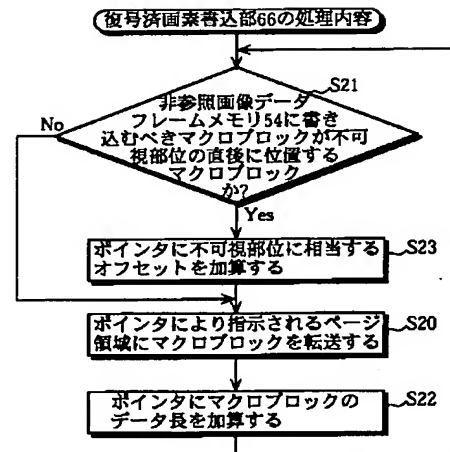 復号済画素書込部66の処理内容
S21
非参照画像データ
フレームメモリ54に書き
込むべきマクロブロックが不可
視部位の直後に位置する
マクロブロック
か?
No
Yes
ポインタに不可視部位に相当する
オフセットを加算する
S23
ポインタにより指示されるページ
領域にマクロブロックを転送する
S20
ポインタにマクロブロックの
データ長を加算する
S22